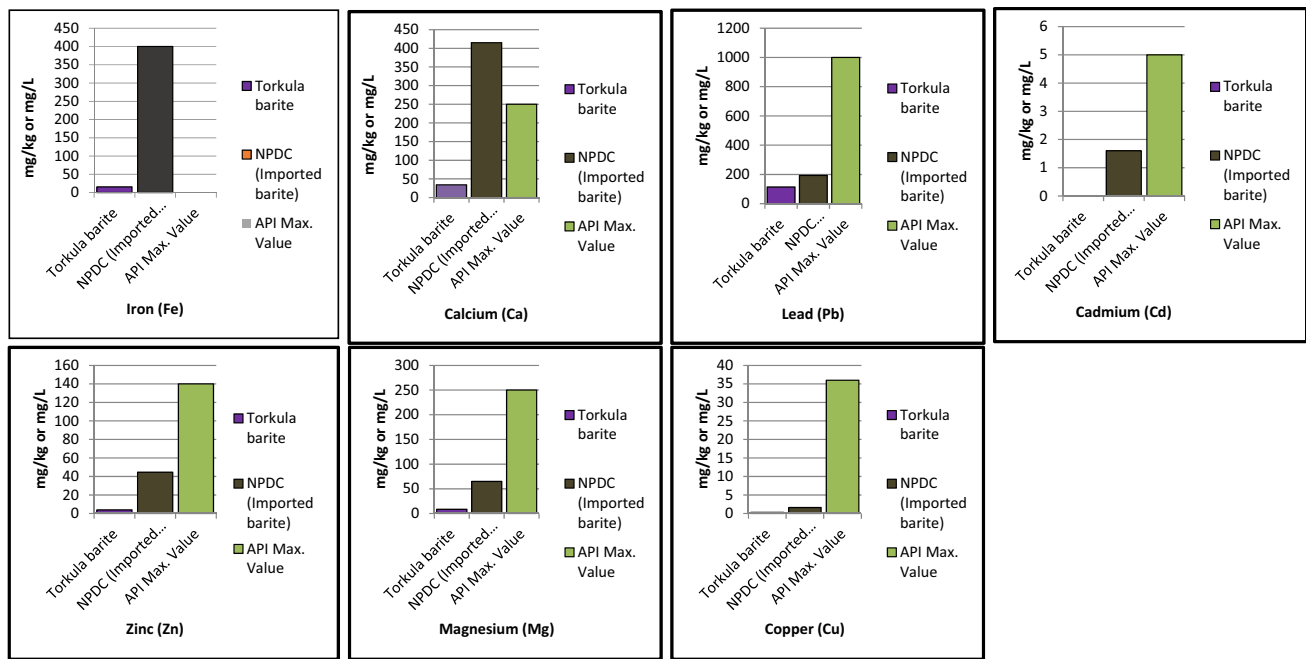 mg/kg or mg/L
450
400
350
300
250
200
150
100
50
0
Torkula barite
NPDC (Imported...
API Max. Value
Iron (Fe)
Torkula
barite
NPDC
(Imported
barite)
API Max.
Value
mg/kg or mg/L
450
400
350
300
250
200
150
100
50
0
Torkula barite
NPDC (Imported...
API Max. Value
Calcium (Ca)
Torkula
barite
NPDC
(Imported
barite)
API Max.
Value
mg/kg or mg/L
1200
1000
800
600
400
200
0
Torkula barite
NPDC...
API Max. Value
Lead (Pb)
Torkula
barite
NPDC
(Imported
barite)
API Max.
Value
mg/kg or mg/L
6
5
4
3
2
1
0
Torkula barite
NPDC (Imported...
API Max. Value
Cadmium (Cd)
Torkula
barite
NPDC
(Imported
barite)
API Max.
Value
mg/kg or mg/L
160
140
120
100
80
60
40
20
0
Torkula barite
NPDC (Imported...
API Max. Value
Zinc (Zn)
Torkula
barite
NPDC
(Imported
barite)
API Max.
Value
mg/kg or mg/L
300
250
200
150
100
50
0
Torkula barite
NPDC (Imported...
API Max. Value
Magnesium (Mg)
Torkula
barite
NPDC
(Imported
barite)
API Max.
Value
mg/kg or mg/L
40
35
30
25
20
15
10
5
0
Torkula barite
NPDC (Imported...
API Max. Value
Copper (Cu)
Torkula
barite
NPDC
(Imported
barite)
API Max.
Value